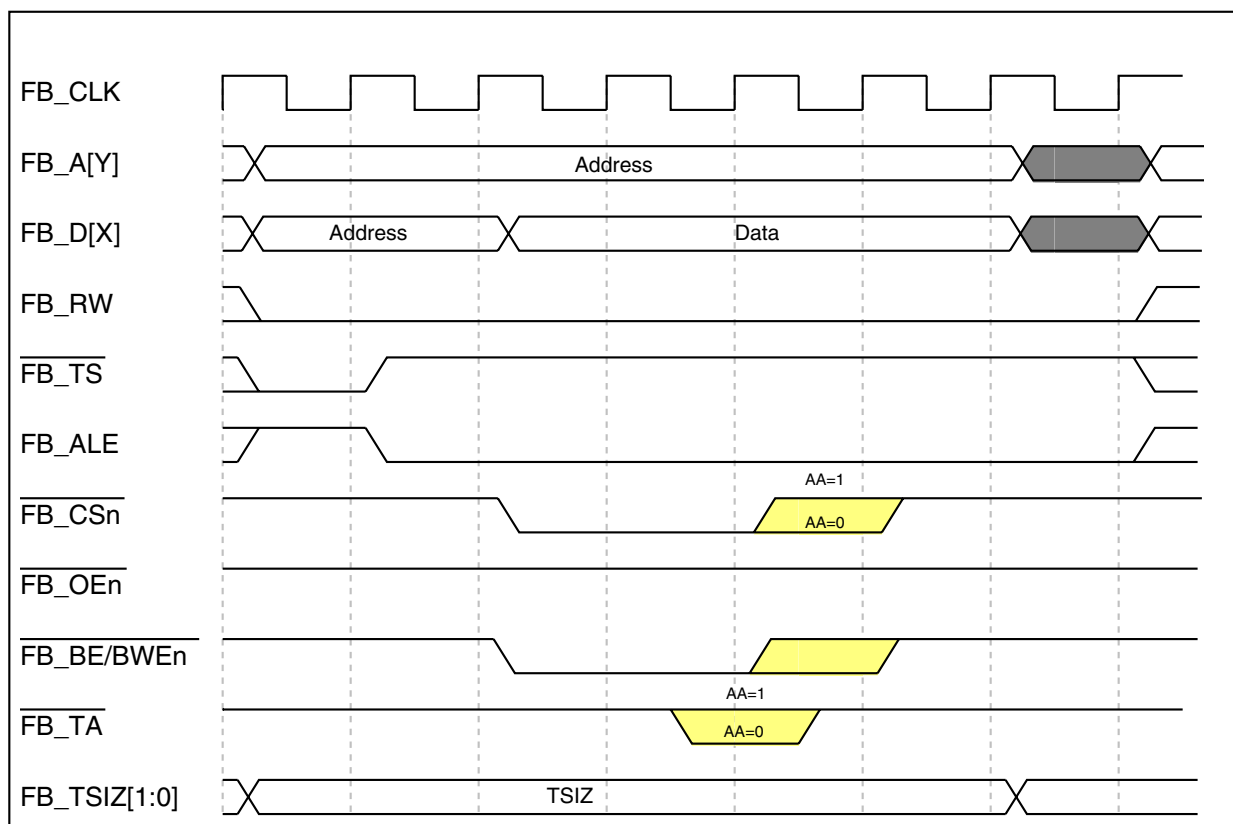 FB_CLK
FB_A[Y]
Address
FB_D[X]
Address
Data
FB_RW
FB_TS
FB_ALE
AA=1
FB_CSn
AA=0
FB_OEn
FB_BE/BWEn
AA=1
FB_TA
AA=0
FB_TSIZ[1:0]
TSIZ